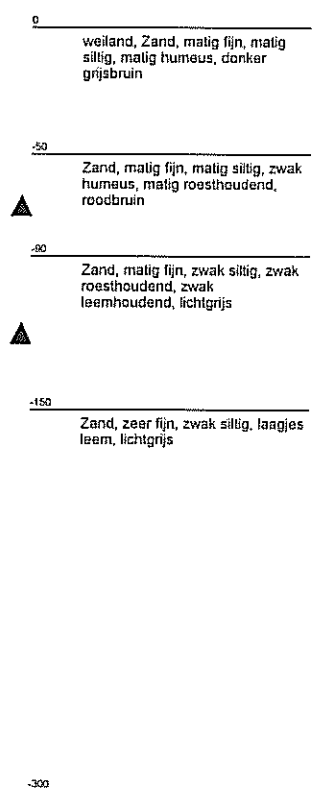 0
weiland, Zand, matig fijn, matig
siltig, matig humeus, donker
grijsbruin
-50
Zand, matig fijn, matig siltig, zwak
humeus, matig roesthoudend,
roodbruin
-90
Zand, matig fijn, zwak siltig, zwak
roesthoudend, zwak
leemhoudend, lichtgrijs
-150
Zand, zeer fijn, zwak siltig, laagjes
leem, lichtgrijs
-300